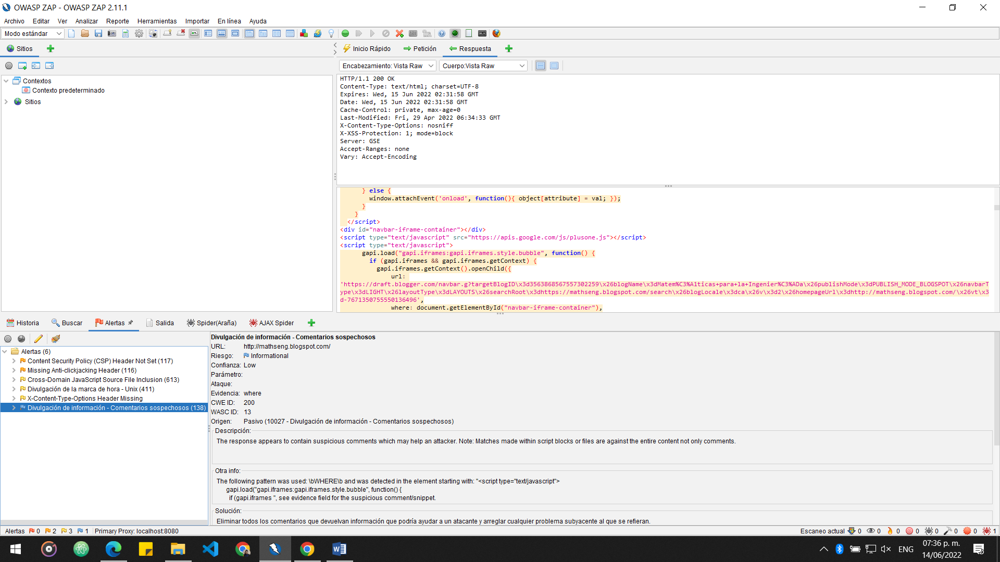 OWASP ZAP - OWASP ZAP 2.11.1
Archivo Editar Ver Analizar Reporte Herramientas Importar En línea Ayuda
Modo estándar
Sitios
Inicio Rápido Petición Respuesta
Encabezamiento: Vista Raw Cuerpo:Vista Raw
Contextos
Contexto predeterminado
Sitios
HTTP/1.1 200 OK
Content-Type: text/html; charset=UTF-8
Expires: Wed, 15 Jun 2022 02:31:58 GMT
Date: Wed, 15 Jun 2022 02:31:58 GMT
Cache-Control: private, max-age=0
Last-Modified: Fri, 29 Apr 2022 06:34:33 GMT
X-Content-Type-Options: nosniff
X-XSS-Protection: 1; mode=block
Server: GSE
Accept-Ranges: none
Vary: Accept-Encoding
} else {
window.attachEvent('onload', function(){ object[attribute] = val; });
}
}
</script>
<div id="navbar-iframe-container"></div>
<script type="text/javascript" src="https://apis.google.com/js/plusone.js"></script>
<script type="text/javascript">
gapi.load("gapi.iframes:gapi.iframes.style.bubble", function() {
if (gapi.iframes && gapi.iframes.getContext) {
gapi.iframes.getContext().openChild({
url:
'https://draft.blogger.com/navbar.g?targetBlogID\x3d3563868567557302259\x26blogName\x3dMatem%C3%A1ticas+para+la+Ingenier%C3%ADa\x26publishMode\x3dPUBLISH_MODE_BLOGSPOT\x26navbarT
ype\x3dLIGHT\x26layoutType\x3dLAYOUTS\x26searchRoot\x3dhttps://mathseng.blogspot.com/search\x26blogLocale\x3dca\x26v\x3d2\x26homepageUrl\x3dhttp://mathseng.blogspot.com/\x26vt\x3
d-7671350755550136496',
where: document.getElementById("navbar-iframe-container"),
Historia Buscar Alertas Salida Spider(Araña) AJAX Spider
Alertas (6)
Content Security Policy (CSP) Header Not Set (117)
Missing Anti-clickjacking Header (116)
Cross-Domain JavaScript Source File Inclusion (613)
Divulgación de la marca de hora - Unix (411)
X-Content-Type-Options Header Missing
Divulgación de información - Comentarios sospechosos (138)
Divulgación de información - Comentarios sospechosos
URL: http://mathseng.blogspot.com/
Riesgo: Informational
Confianza: Low
Parámetro:
Ataque:
Evidencia: where
CWE ID: 200
WASC ID: 13
Origen: Pasivo (10027 - Divulgación de información - Comentarios sospechosos)
Descripción:
The response appears to contain suspicious comments which may help an attacker. Note: Matches made within script blocks or files are against the entire content not only comments.
Otra info:
The following pattern was used: \bWHERE\b and was detected in the element starting with: "<script type="text/javascript">
gapi.load("gapi.iframes:gapi.iframes.style.bubble", function() {
if (gapi.iframes ", see evidence field for the suspicious comment/snippet.
Solución:
Eliminar todos los comentarios que devuelvan información que podría ayudar a un atacante y arreglar cualquier problema subyacente al que se refieran.
Alertas 0 2 3 1 Primary Proxy: localhost:8080 Escaneo actual 0 0 0 0 0 0 0 1
ENG
07:36 p. m.
14/06/2022